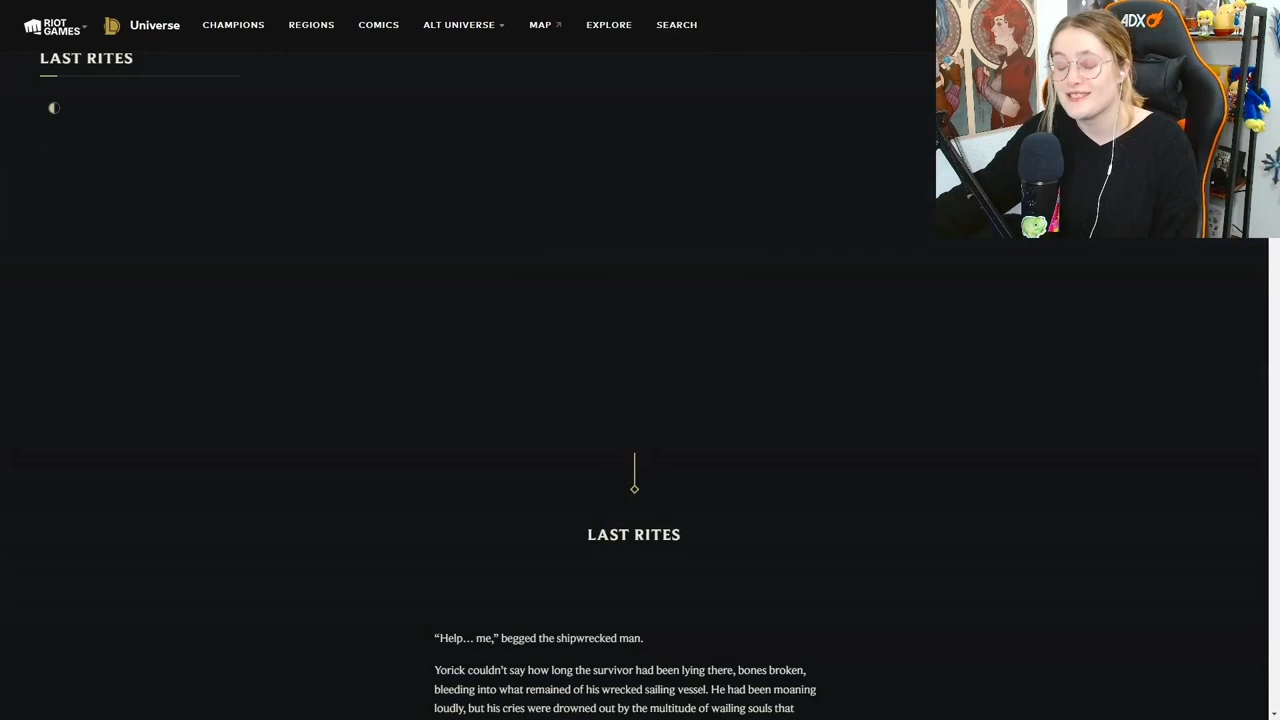 RIOT GAMES Universe CHAMPIONS REGIONS COMICS ALT UNIVERSE MAP EXPLORE SEARCH
LAST RITES
ADX
LAST RITES
“Help… me,” begged the shipwrecked man.
Yorick couldn’t say how long the survivor had been lying there, bones broken,
bleeding into what remained of his wrecked sailing vessel. He had been moaning
loudly, but his cries were drowned out by the multitude of wailing souls that